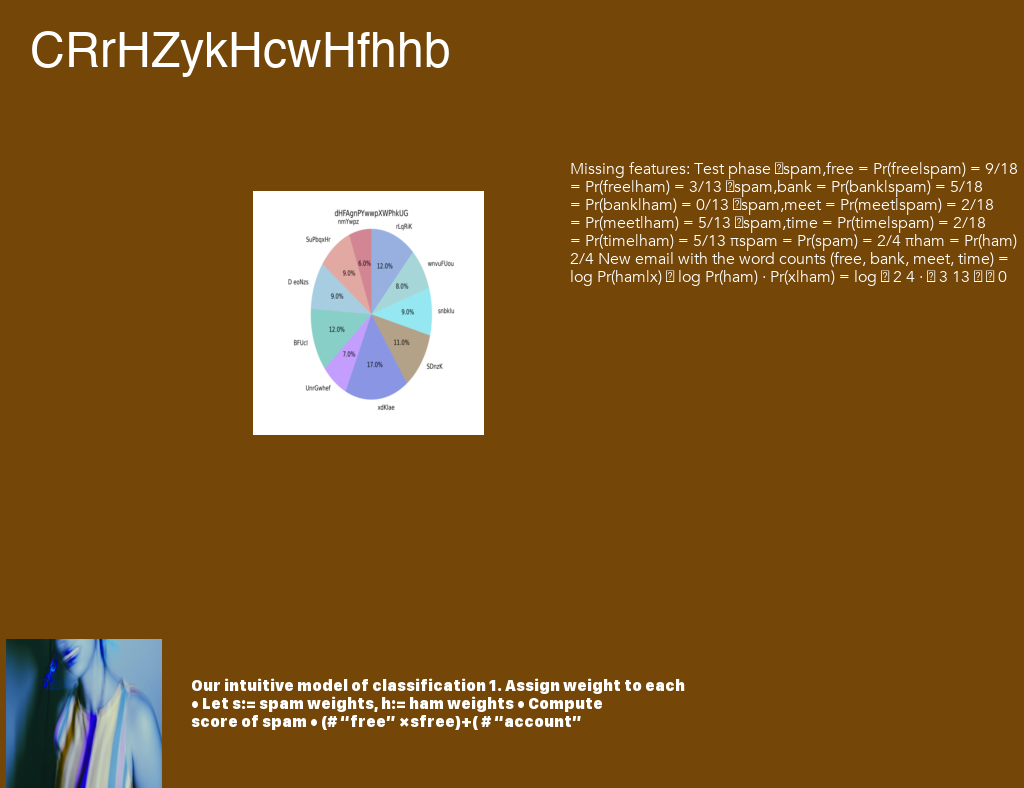 CRrHZykHcwHfhhb
Missing features: Test phase �spam,free = Pr(free|spam) = 9/18
= Pr(free|ham) = 3/13 �spam,bank = Pr(bank|spam) = 5/18
= Pr(bank|ham) = 0/13 �spam,meet = Pr(meet|spam) = 2/18
= Pr(meet|ham) = 5/13 �spam,time = Pr(time|spam) = 2/18
= Pr(time|ham) = 5/13 πspam = Pr(spam) = 2/4 πham = Pr(ham)
2/4 New email with the word counts (free, bank, meet, time) =
log Pr(ham|x) � log Pr(ham) · Pr(x|ham) = log � 2 4 · � 3 13 � � 0
dHFAgnPYwwpXWPhkUG
nmYwpz
rLqRiK
SuPbqxHr
wnvuFUou
D eoNzs
snbklu
BFUcI
SDnzK
UnrGwhef
xdKlae
6.0%
12.0%
9.0%
8.0%
9.0%
9.0%
12.0%
11.0%
7.0%
17.0%
Our intuitive model of classification 1. Assign weight to each
• Let s:= spam weights, h:= ham weights • Compute
score of spam • (# “free” ×sfree)+( # “account”